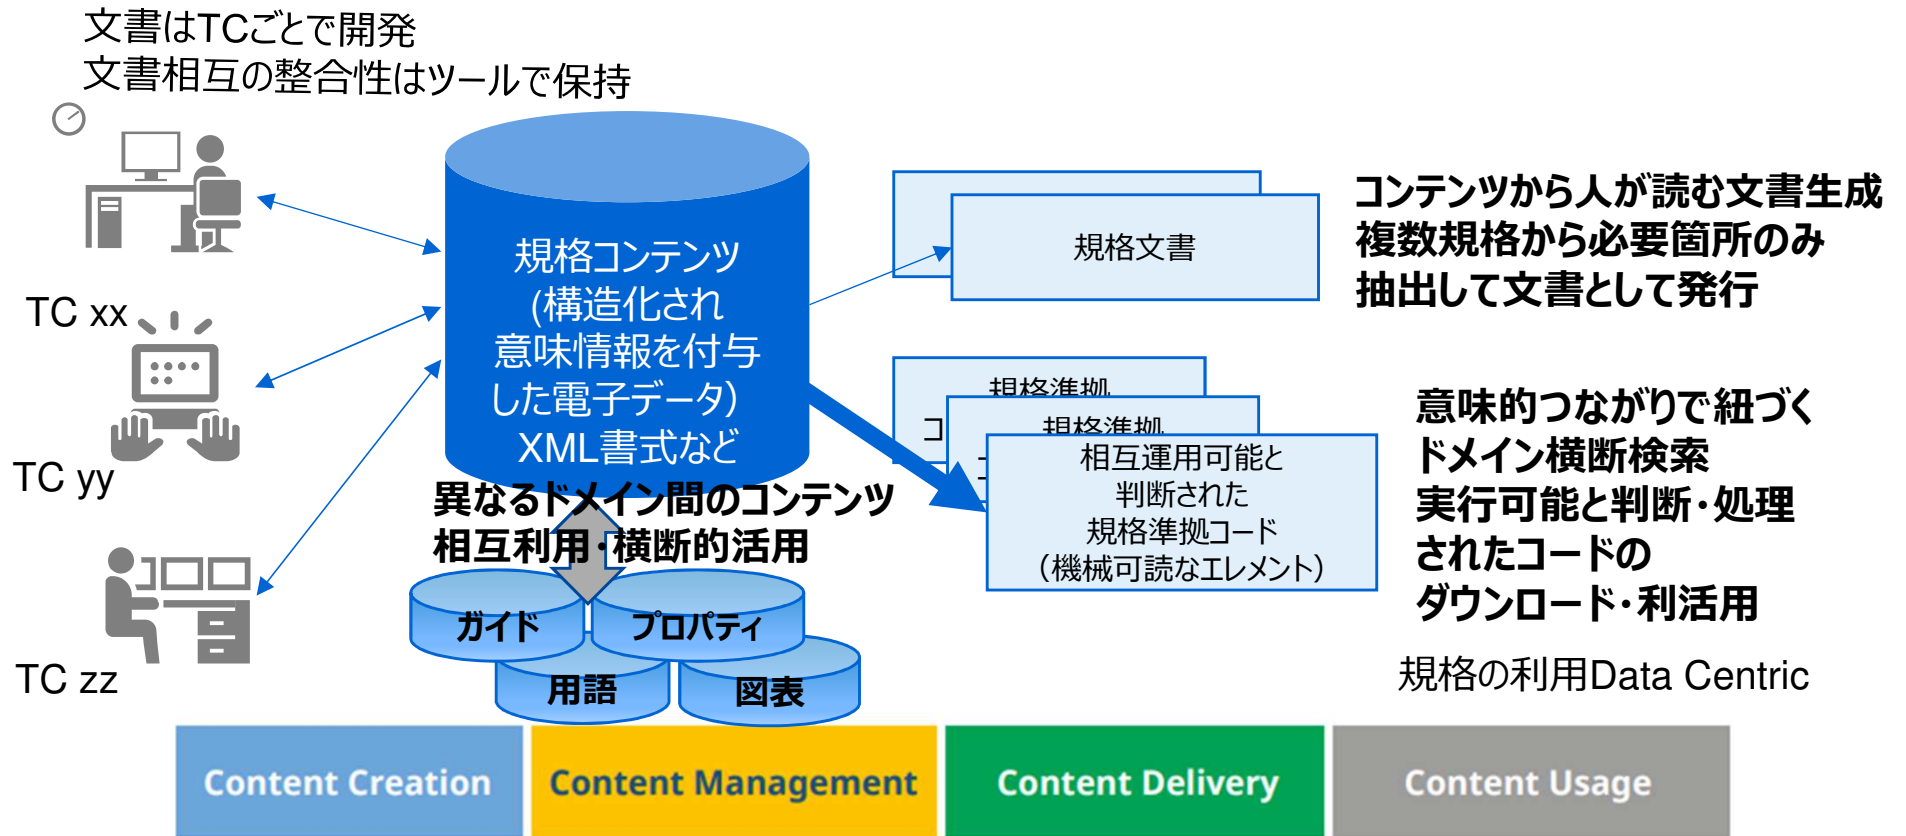 文書はTCごとで開発
文書相互の整合性はツールで保持
TC xx
TC yy
TC zz
規格コンテンツ
(構造化され
意味情報を付与
した電子データ）
XML書式など
異なるドメイン間のコンテンツ
相互利用・横断的活用
ガイド
プロパティ
用語
図表
規格文書
規格準拠
コ
規格準拠
相互運用可能と
判断された
規格準拠コード
（機械可読なエレメント）
コンテンツから人が読む文書生成
複数規格から必要箇所のみ
抽出して文書として発行
意味的つながりで紐づく
ドメイン横断検索
実行可能と判断・処理
されたコードの
ダウンロード・利活用
規格の利用Data Centric
Content Creation
Content Management
Content Delivery
Content Usage